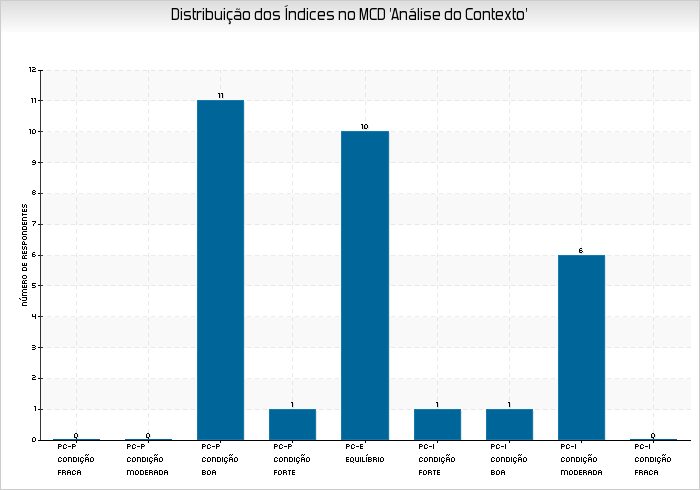 Distribuição dos Índices no MCD 'Análise do Contexto'
NÚMERO DE RESPONDENTES
12
11
10
9
8
7
6
5
4
3
2
1
0
0 0 11 1 10 1 1 6 0
PC-P PC-P PC-P PC-P PC-E PC-I PC-I PC-I PC-I
CONDIÇÃO CONDIÇÃO CONDIÇÃO CONDIÇÃO EQUILÍBRIO CONDIÇÃO CONDIÇÃO CONDIÇÃO CONDIÇÃO
FRACA MODERADA BOA FORTE FORTE BOA MODERADA FRACA